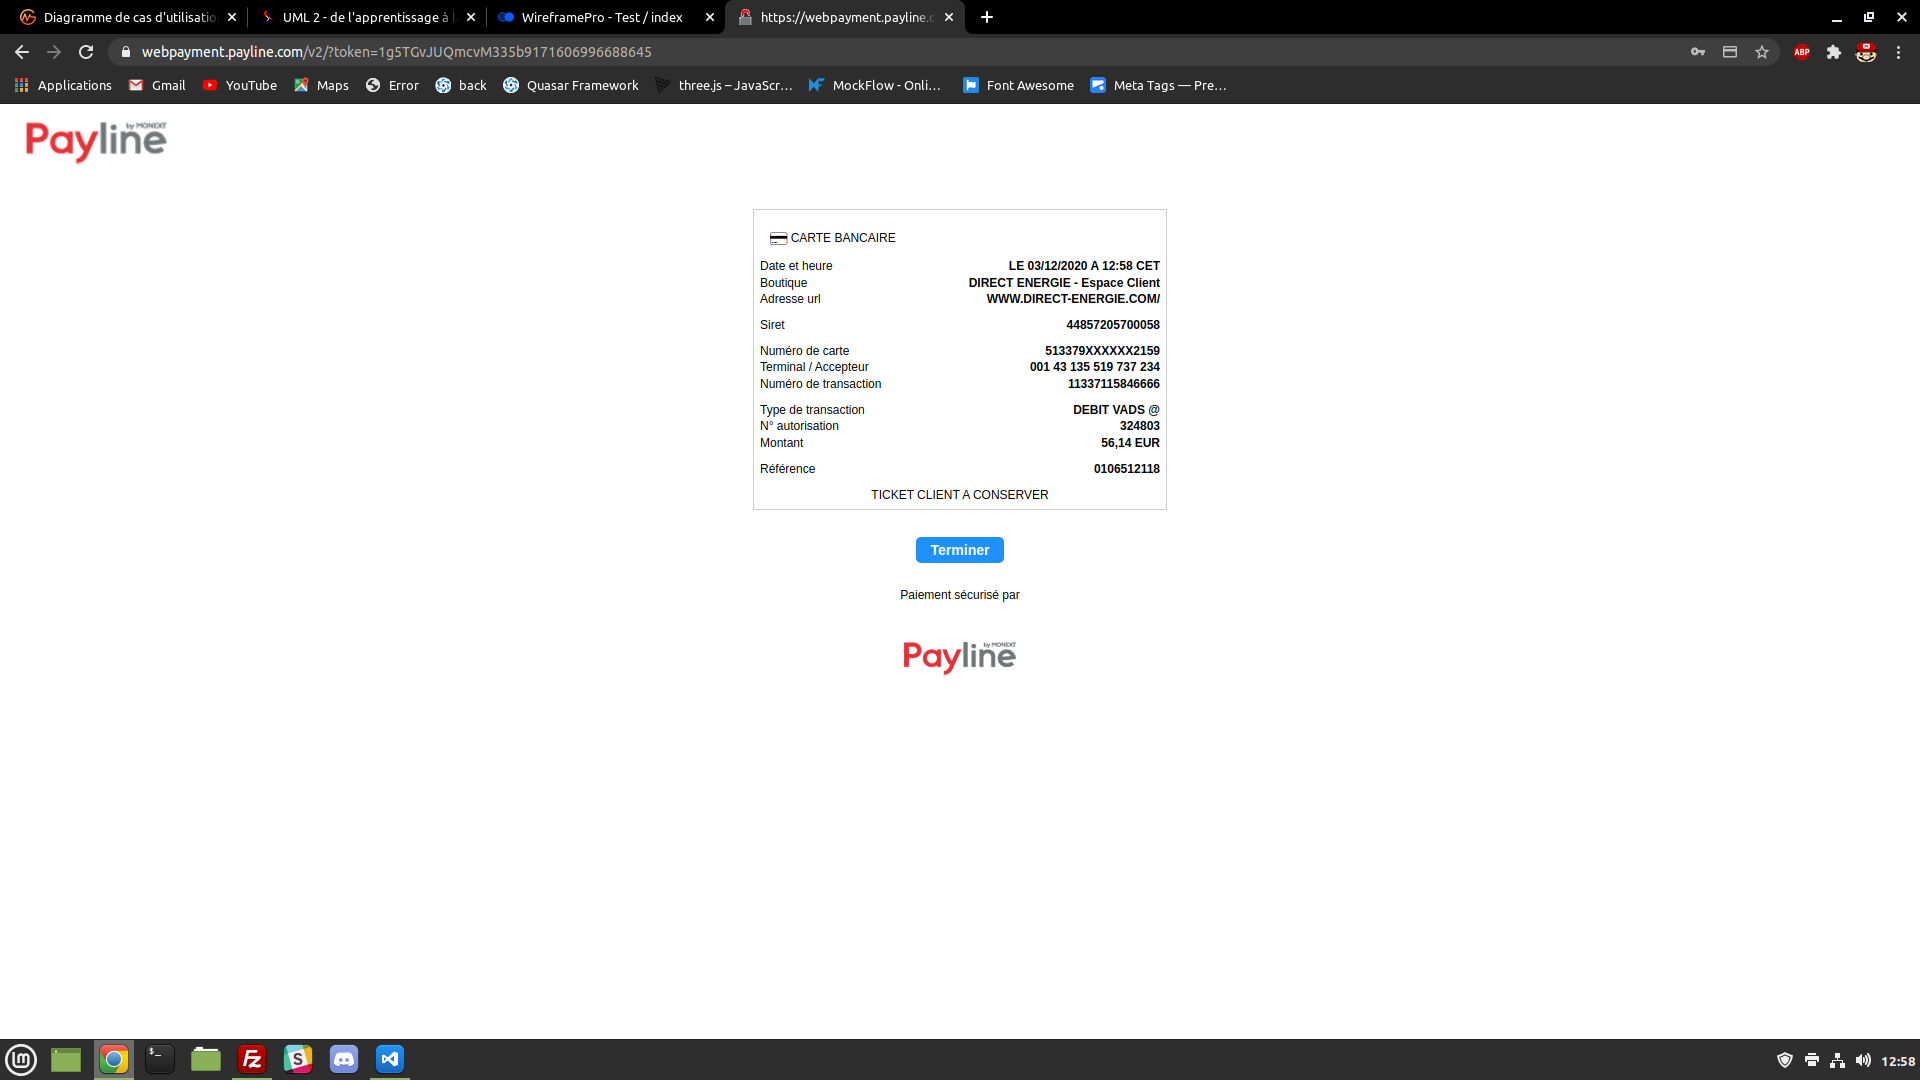 Diagramme de cas d'utilisatio
UML 2 - de l'apprentissage à l
WireframePro - Test / index
https://webpayment.payline.c
webpayment.payline.com/v2/?token=1g5TGvJUQmcvM335b9171606996688645
ABP
Applications
Gmail
YouTube
Maps
Error
back
Quasar Framework
three.js – JavaScr…
MockFlow - Onli…
Font Awesome
Meta Tags — Pre…
Payline by MONEXT
CARTE BANCAIRE
Date et heure LE 03/12/2020 A 12:58 CET
Boutique DIRECT ENERGIE - Espace Client
Adresse url WWW.DIRECT-ENERGIE.COM/
Siret 44857205700058
Numéro de carte 513379XXXXXX2159
Terminal / Accepteur 001 43 135 519 737 234
Numéro de transaction 11337115846666
Type de transaction DEBIT VADS @
N° autorisation 324803
Montant 56,14 EUR
Référence 0106512118
TICKET CLIENT A CONSERVER
Terminer
Paiement sécurisé par
Payline by MONEXT
12:58